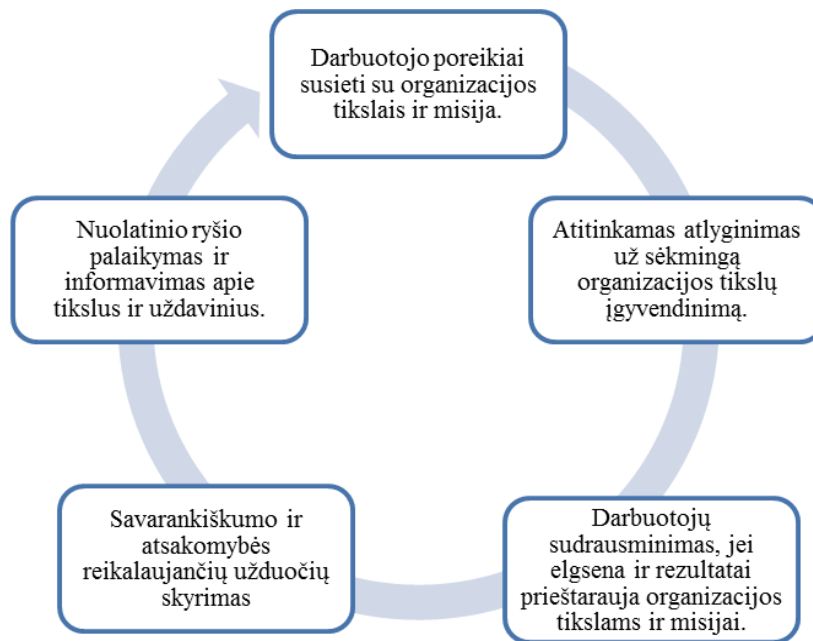 Darbuotojo poreikiai
susieti su organizacijos
tikslais ir misija.
Atitinkamas atlyginimas
už sėkmingą
organizacijos tikslų
įgyvendinimą.
Darbuotojų
sudrausminimas, jei
elgsena ir rezultatai
prieštarauja organizacijos
tikslams ir misijai.
Savarankiškumo ir
atsakomybės
reikalaujančių užduočių
skyrimas
Nuolatinio ryšio
palaikymas ir
informavimas apie
tikslus ir uždavinius.